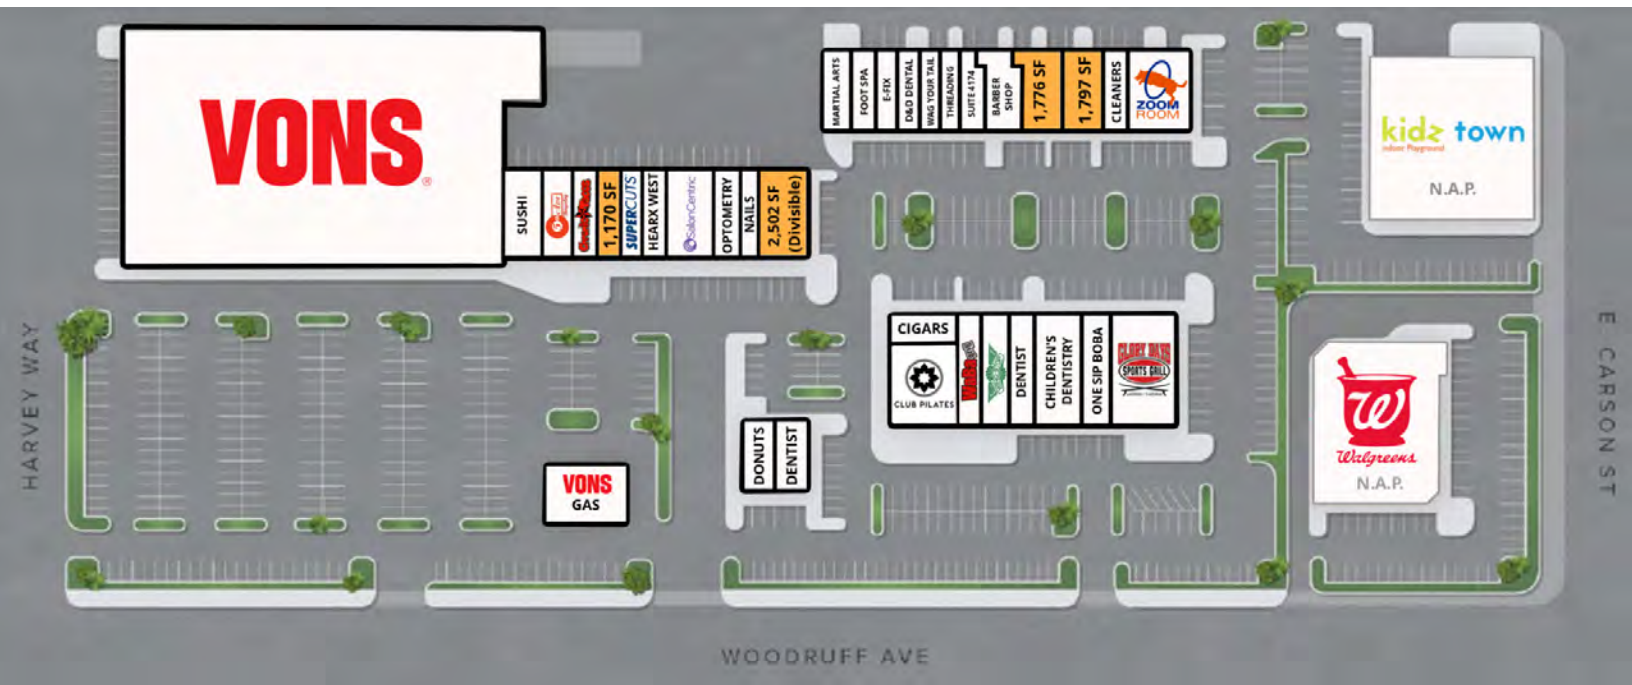 VONS
SUSHI
1,170 SF
SUPERCUTS
HEARX WEST
SalonCentric
OPTOMETRY
NAILS
2,502 SF
(Divisible)
MARTIAL ARTS
FOOT SPA
E-FIX
D&D DENTAL
WAG YOUR TAIL
THREADING
SUITE 4174
BARBER
SHOP
1,776 SF
1,797 SF
CLEANERS
ZOOM
ROOM
kidz town
Indoor Playground
N.A.P.
CIGARS
CLUB PILATES
WaBa
DENTIST
CHILDREN'S
DENTISTRY
ONE SIP BOBA
GLORY DAYS
SPORTS GRILL
DONUTS
DENTIST
VONS
GAS
W
Walgreens
N.A.P.
HARVEY WAY
E CARSON ST
WOODRUFF AVE